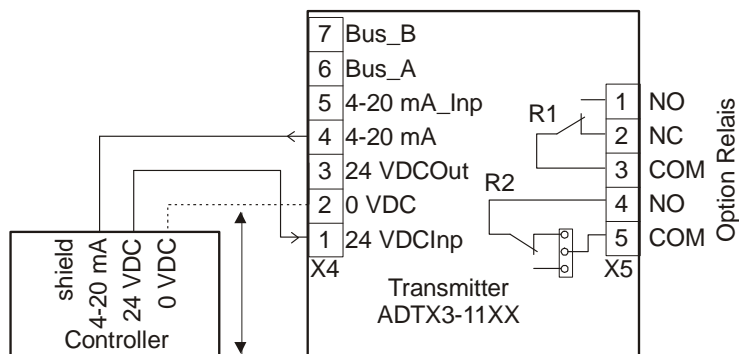 7 Bus_B
6 Bus_A
5 4-20 mA_Inp
4 4-20 mA
3 24 VDCOut
2 0 VDC
1 24 VDCInp
X4
R1
R2
1 NO
2 NC
3 COM
4 NO
5 COM
X5
Option Relais
Transmitter
ADTX3-11XX
shield
4-20 mA
24 VDC
0 VDC
Controller